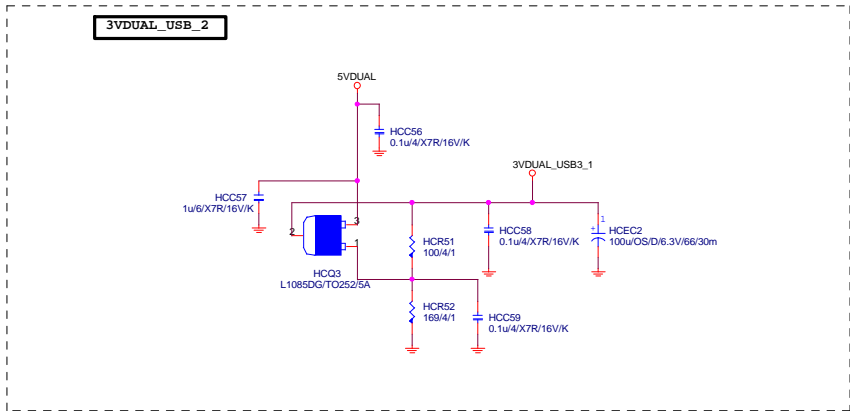 3VDUAL_USB_2
5VDUAL
HCC56
0.1u/4/X7R/16V/K
3VDUAL_USB3_1
HCC57
1u/6/X7R/16V/K
3
2
1
HCR51
100/4/1
HCC58
0.1u/4/X7R/16V/K
1
+
HCEC2
100u/OS/D/6.3V/66/30m
HCQ3
L1085DG/TO252/5A
HCR52
169/4/1
HCC59
0.1u/4/X7R/16V/K